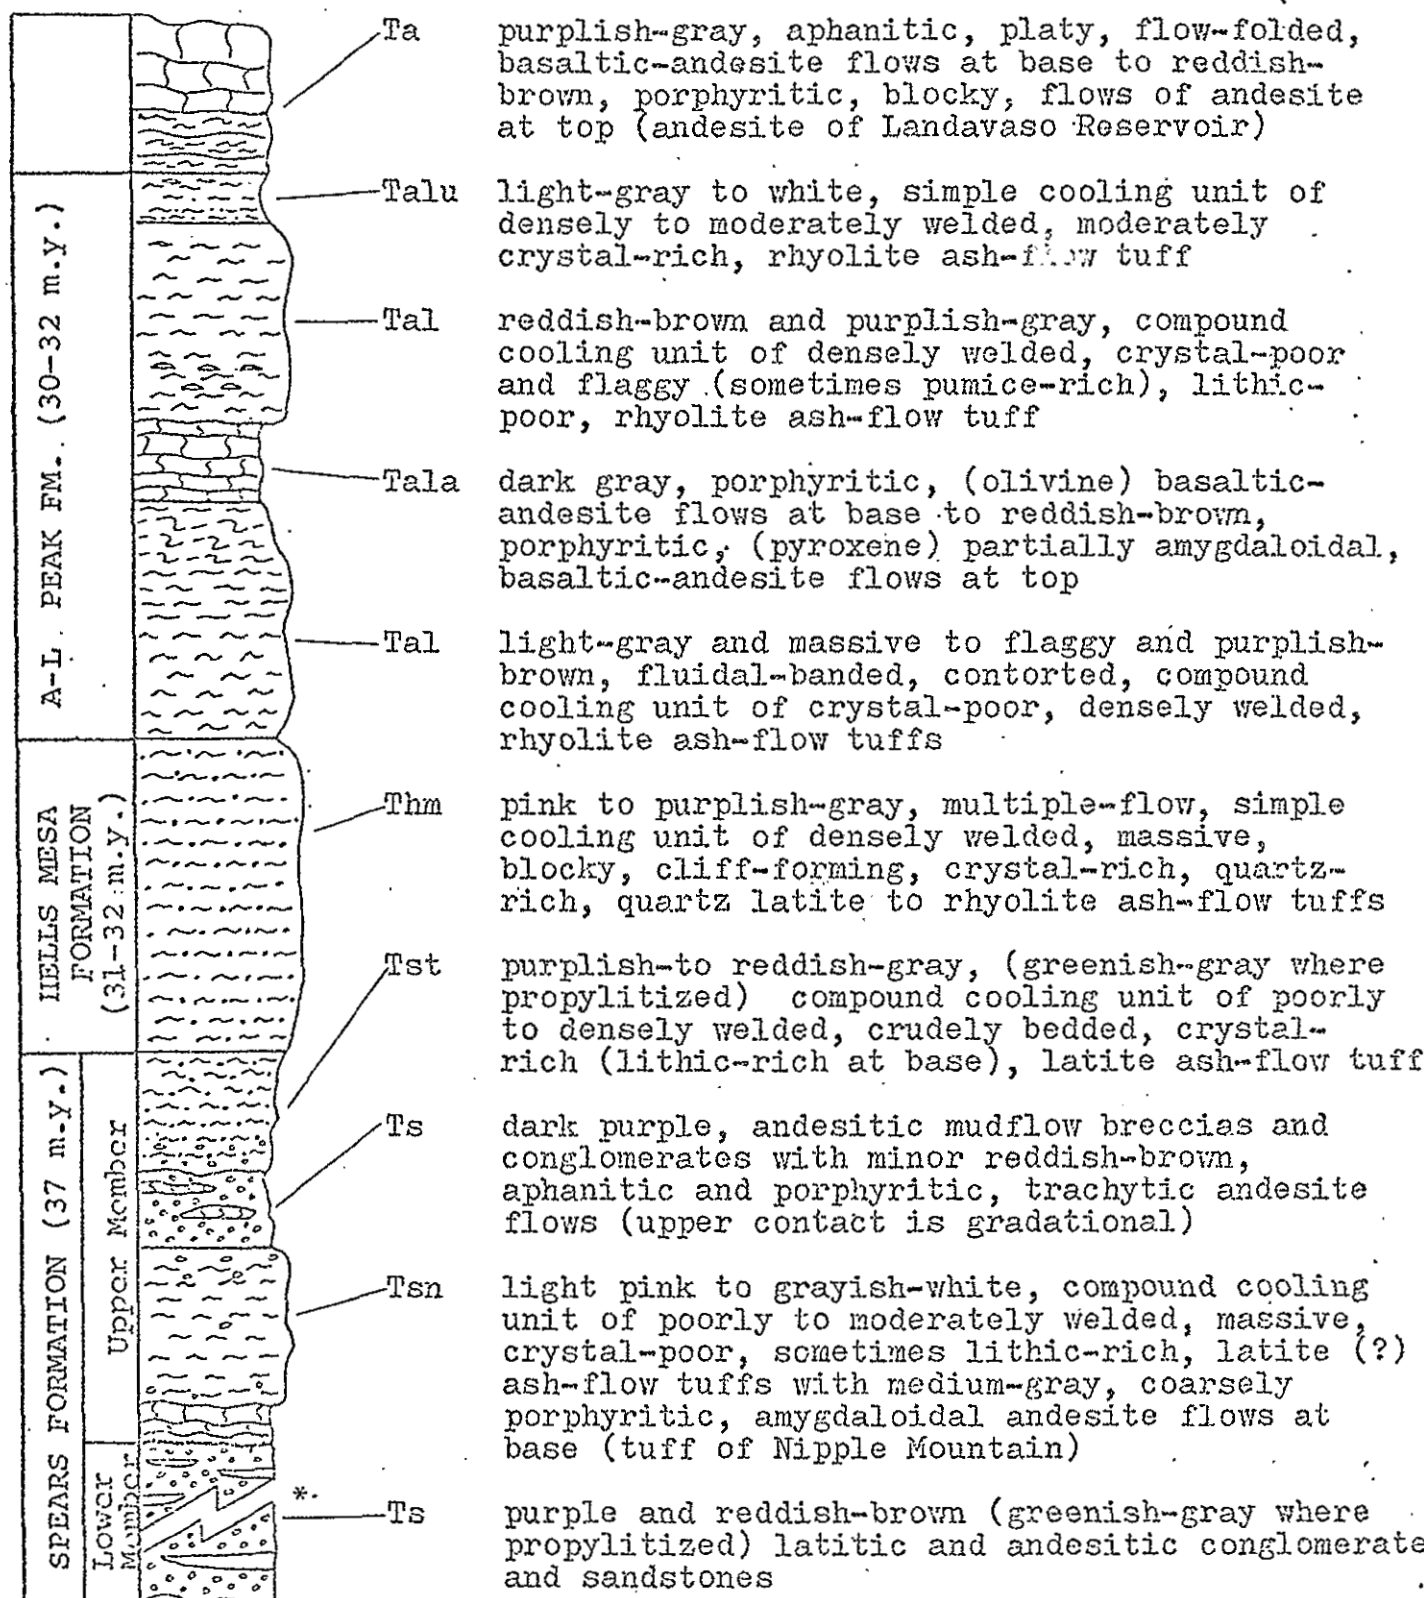 Ta purplish-gray, aphanitic, platy, flow-folded,
basaltic-andesite flows at base to reddish-
brown, porphyritic, blocky, flows of andesite
at top (andesite of Landavaso Reservoir)
Talu light-gray to white, simple cooling unit of
densely to moderately welded, moderately
crystal-rich, rhyolite ash-flow tuff
Tal reddish-brown and purplish-gray, compound
cooling unit of densely welded, crystal-poor
and flaggy (sometimes pumice-rich), lithic-
poor, rhyolite ash-flow tuff
Tala dark gray, porphyritic, (olivine) basaltic-
andesite flows at base to reddish-brown,
porphyritic, (pyroxene) partially amygdaloidal,
basaltic-andesite flows at top
Tal light-gray and massive to flaggy and purplish-
brown, fluidal-banded, contorted, compound
cooling unit of crystal-poor, densely welded,
rhyolite ash-flow tuffs
A-L PEAK FM. (30-32 m.y.)
Thm pink to purplish-gray, multiple-flow, simple
cooling unit of densely welded, massive,
blocky, cliff-forming, crystal-rich, quartz-
rich, quartz latite to rhyolite ash-flow tuffs
HELLS MESA
FORMATION
(31-32 m.y.)
Tst purplish-to reddish-gray, (greenish-gray where
propylitized) compound cooling unit of poorly
to densely welded, crudely bedded, crystal-
rich (lithic-rich at base), latite ash-flow tuff
Ts dark purple, andesitic mudflow breccias and
conglomerates with minor reddish-brown,
aphanitic and porphyritic, trachytic andesite
flows (upper contact is gradational)
Tsn light pink to grayish-white, compound cooling
unit of poorly to moderately welded, massive,
crystal-poor, sometimes lithic-rich, latite (?)
ash-flow tuffs with medium-gray, coarsely
porphyritic, amygdaloidal andesite flows at
base (tuff of Nipple Mountain)
*
Ts purple and reddish-brown (greenish-gray where
propylitized) latitic and andesitic conglomerate
and sandstones
SPEARS FORMATION (37 m.y.)
Upper Member
Lower
Member